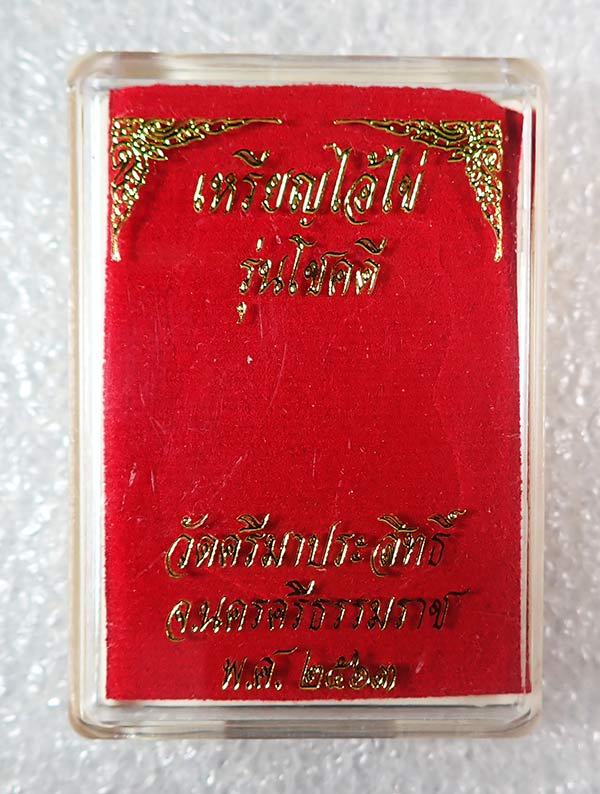 เหรียญไอ้ไข่
รุ่นโชคดี
วัดศรีมาประสิทธิ์
จ.นครศรีธรรมราช
พ.ศ. ๒๕๖๓